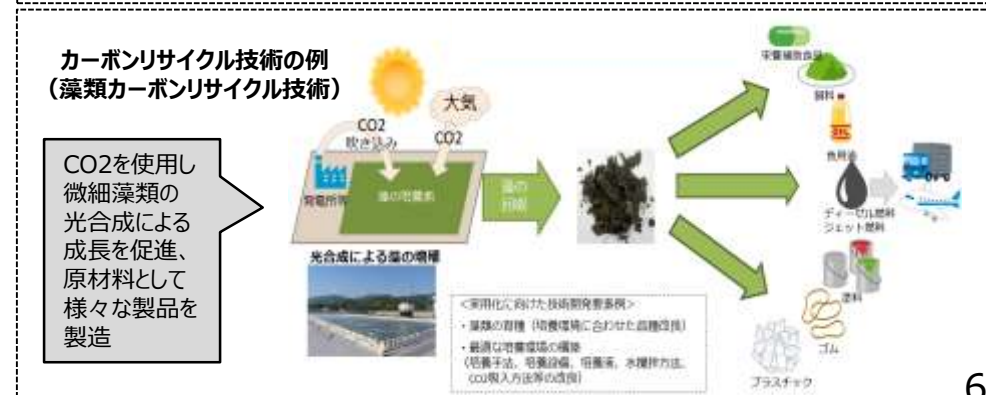 カーボンリサイクル技術の例
（藻類カーボンリサイクル技術）
CO2を使用し
微細藻類の
光合成による
成長を促進、
原材料として
様々な製品を
製造
大気
CO2
吹き込み
CO2
発電所等
藻の培養系
藻の
回収
光合成による藻の増殖
＜実用化に向けた技術開発要素例＞
・藻類の育種（培養環境に合わせた品種改良）
・最適な培養環境の構築
（培養手法、培養設備、培養液、水攪拌方法、
CO2吸入方法等の改良）
栄養補助食品
飼料
食用油
ディーゼル燃料
ジェット燃料
塗料
ゴム
プラスチック
6